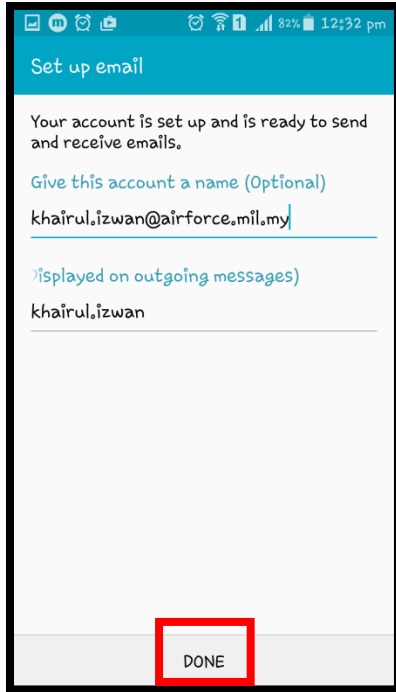 1 82% 12:32 pm
Set up email
Your account is set up and is ready to send
and receive emails.
Give this account a name (Optional)
khairul.izwan@airforce.mil.my
isplayed on outgoing messages)
khairul.izwan
DONE